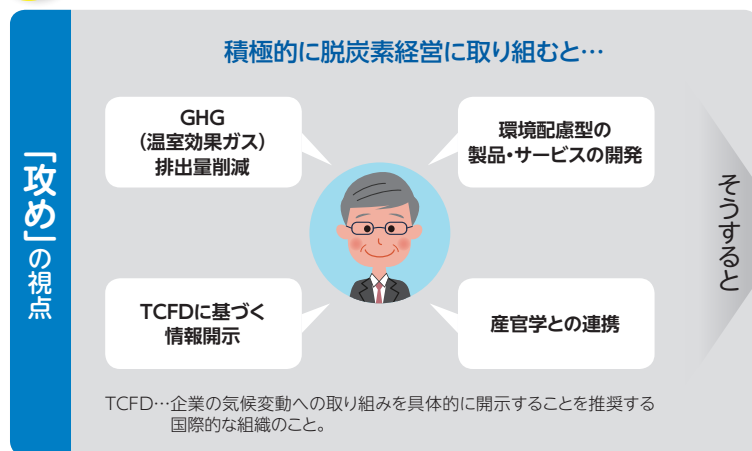 「攻め」の視点
積極的に脱炭素経営に取り組むと…
GHG
（温室効果ガス）
排出量削減
環境配慮型の
製品・サービスの開発
TCFDに基づく
情報開示
産官学との連携
そうすると
TCFD…企業の気候変動への取り組みを具体的に開示することを推奨する
国際的な組織のこと。